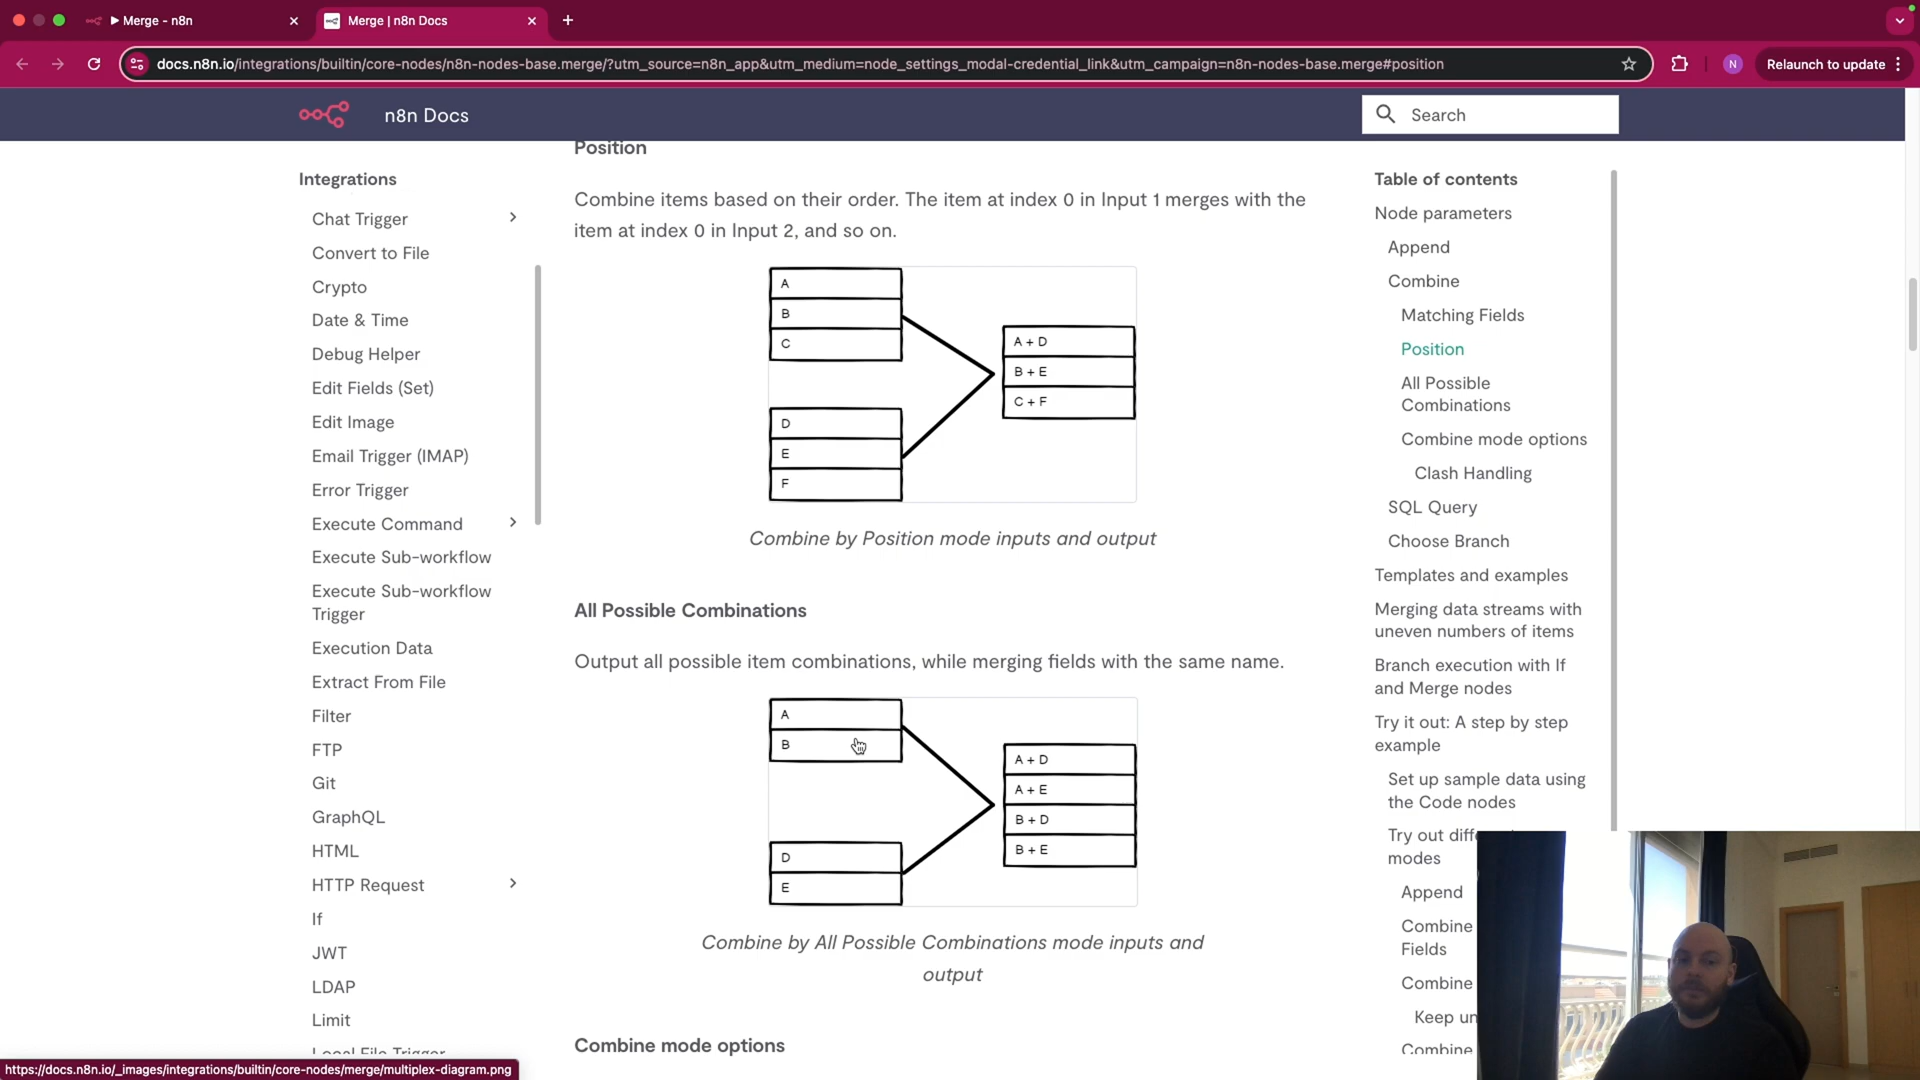 Merge - n8n
Merge | n8n Docs
docs.n8n.io/integrations/builtin/core-nodes/n8n-nodes-base.merge/?utm_source=n8n_app&utm_medium=node_settings_modal-credential_link&utm_campaign=n8n-nodes-base.merge#position
N
Relaunch to update
n8n Docs
Search
Integrations
Chat Trigger
Convert to File
Crypto
Date & Time
Debug Helper
Edit Fields (Set)
Edit Image
Email Trigger (IMAP)
Error Trigger
Execute Command
Execute Sub-workflow
Execute Sub-workflow
Trigger
Execution Data
Extract From File
Filter
FTP
Git
GraphQL
HTML
HTTP Request
If
JWT
LDAP
Limit
Local File Trigger
Position
Combine items based on their order. The item at index 0 in Input 1 merges with the
item at index 0 in Input 2, and so on.
A
B
C
D
E
F
A + D
B + E
C + F
Combine by Position mode inputs and output
All Possible Combinations
Output all possible item combinations, while merging fields with the same name.
A
B
D
E
A + D
A + E
B + D
B + E
Combine by All Possible Combinations mode inputs and
output
Combine mode options
Table of contents
Node parameters
Append
Combine
Matching Fields
Position
All Possible
Combinations
Combine mode options
Clash Handling
SQL Query
Choose Branch
Templates and examples
Merging data streams with
uneven numbers of items
Branch execution with If
and Merge nodes
Try it out: A step by step
example
Set up sample data using
the Code nodes
Try out
modes
Append
Combine
Fields
Combine
Keep
Combine
https://docs.n8n.io/_images/integrations/builtin/core-nodes/merge/multiplex-diagram.png